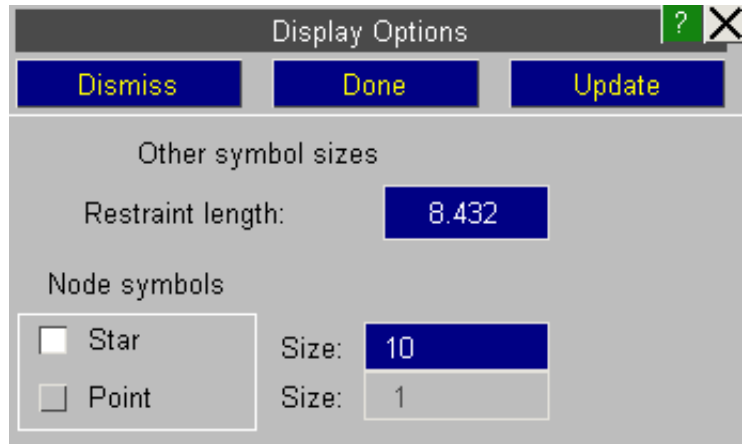 Display Options ? X
Dismiss Done Update
Other symbol sizes
Restraint length: 8.432
Node symbols
Star Size: 10
Point Size: 1